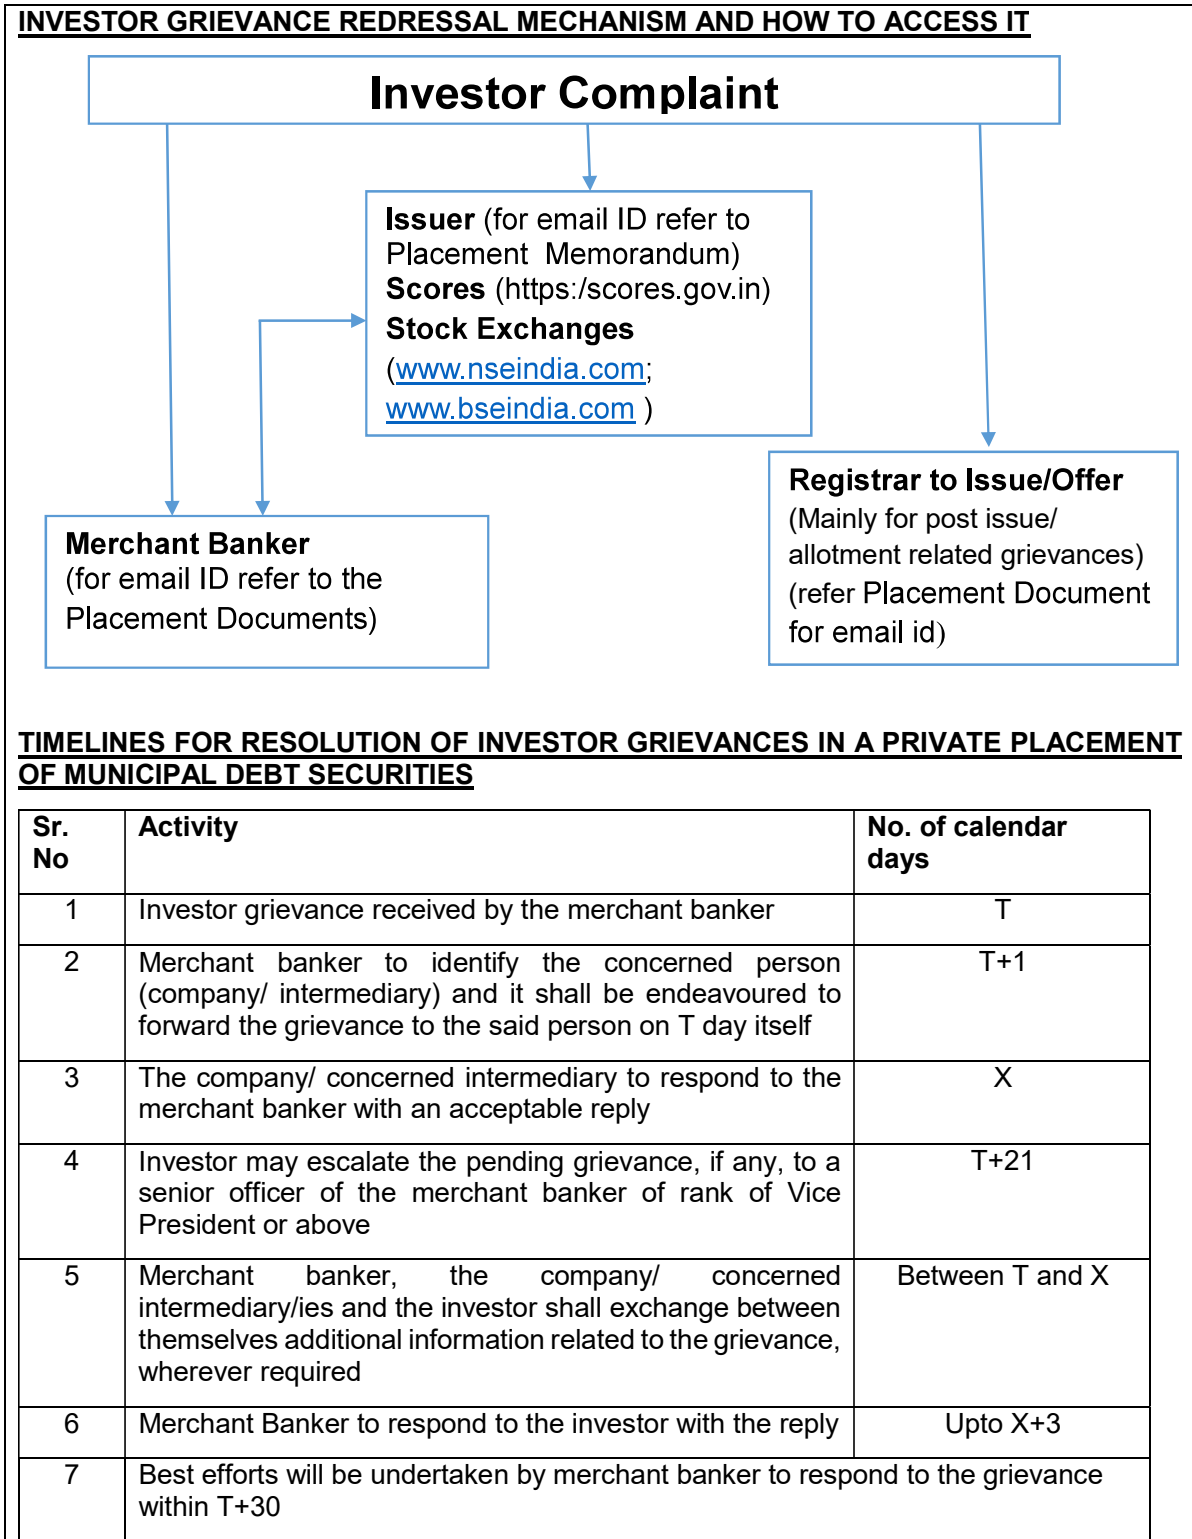 INVESTOR GRIEVANCE REDRESSAL MECHANISM AND HOW TO ACCESS IT
Investor Complaint
Issuer (for email ID refer to
Placement Memorandum)
Scores (https:/scores.gov.in)
Stock Exchanges
(www.nseindia.com;
www.bseindia.com )
Merchant Banker
(for email ID refer to the
Placement Documents)
Registrar to Issue/Offer
(Mainly for post issue/
allotment related grievances)
(refer Placement Document
for email id)
TIMELINES FOR RESOLUTION OF INVESTOR GRIEVANCES IN A PRIVATE PLACEMENT
OF MUNICIPAL DEBT SECURITIES
Sr. No
Activity
No. of calendar days
1
Investor grievance received by the merchant banker
T
2
Merchant banker to identify the concerned person
(company/ intermediary) and it shall be endeavoured to
forward the grievance to the said person on T day itself
T+1
3
The company/ concerned intermediary to respond to the
merchant banker with an acceptable reply
X
4
Investor may escalate the pending grievance, if any, to a
senior officer of the merchant banker of rank of Vice
President or above
T+21
5
Merchant banker, the company/ concerned
intermediary/ies and the investor shall exchange between
themselves additional information related to the grievance,
wherever required
Between T and X
6
Merchant Banker to respond to the investor with the reply
Upto X+3
7
Best efforts will be undertaken by merchant banker to respond to the grievance
within T+30